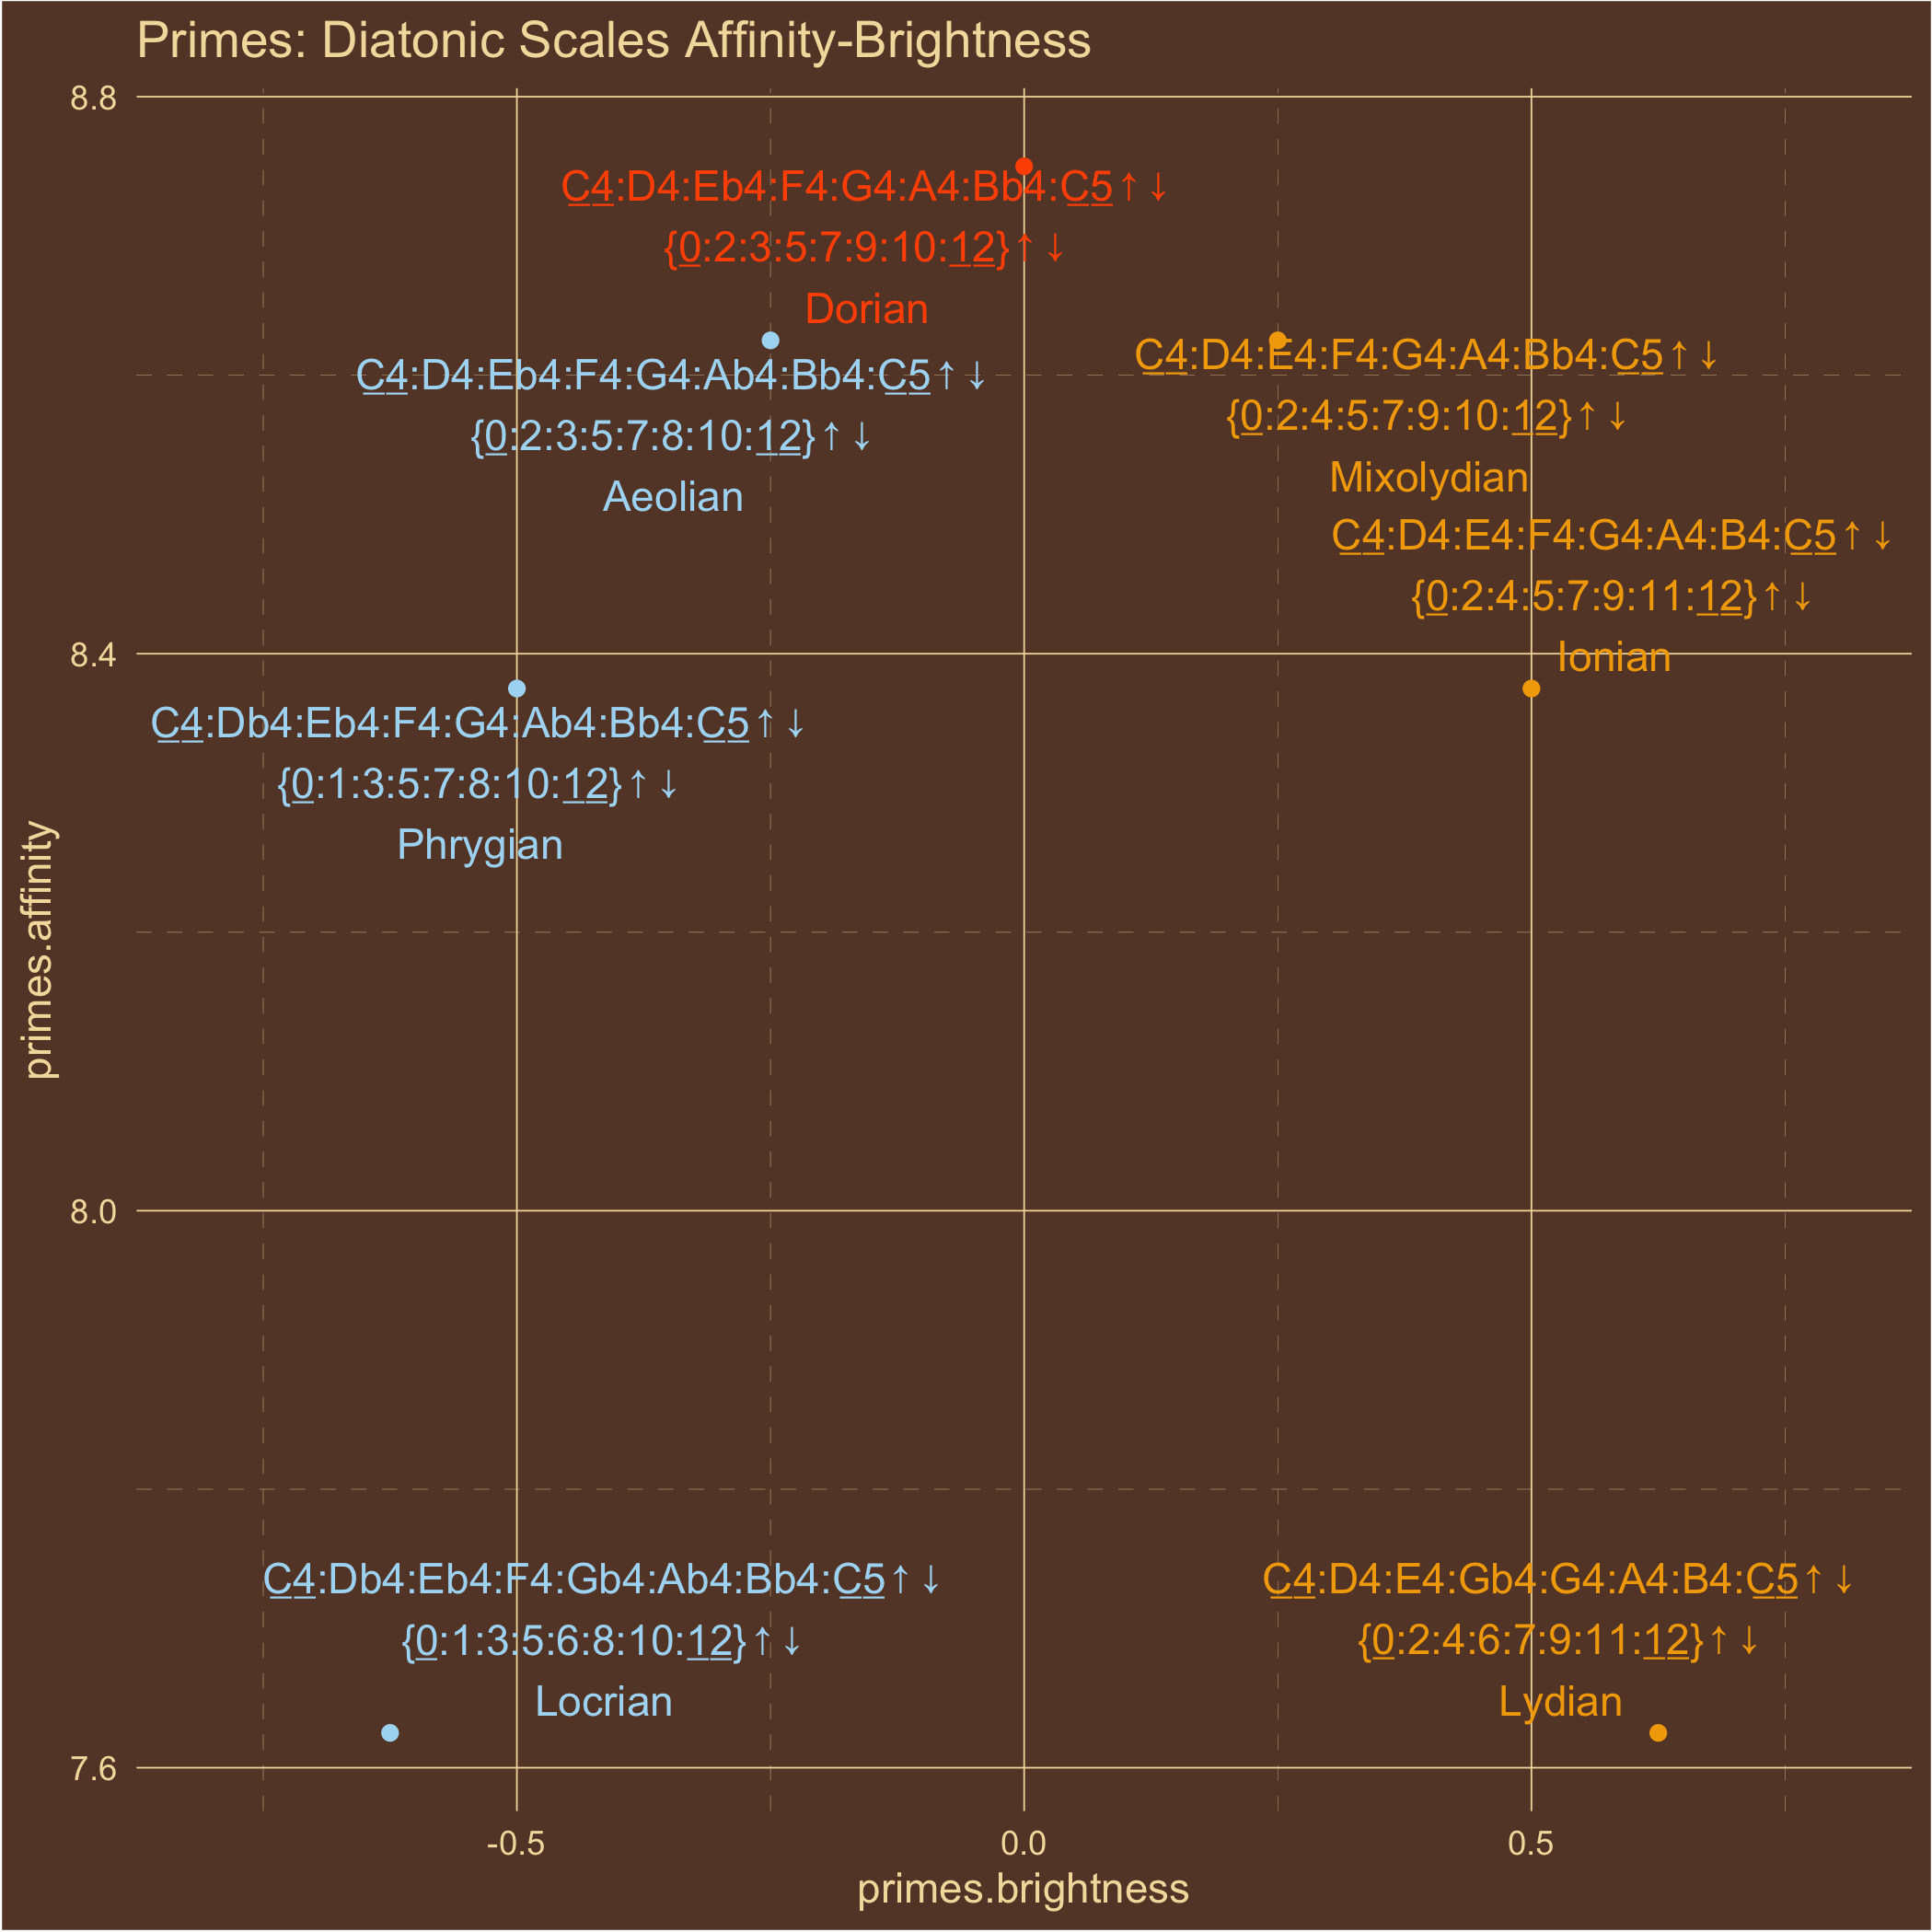 Primes: Diatonic Scales Affinity-Brightness
8.8
C4:D4:Eb4:F4:G4:A4:Bb4:C5↑↓
{0:2:3:5:7:9:10:12}↑↓
Dorian
C4:D4:Eb4:F4:G4:Ab4:Bb4:C5↑↓
{0:2:3:5:7:8:10:12}↑↓
Aeolian
C4:D4:E4:F4:G4:A4:Bb4:C5↑↓
{0:2:4:5:7:9:10:12}↑↓
Mixolydian
C4:D4:E4:F4:G4:A4:B4:C5↑↓
{0:2:4:5:7:9:11:12}↑↓
Ionian
8.4
C4:Db4:Eb4:F4:G4:Ab4:Bb4:C5↑↓
{0:1:3:5:7:8:10:12}↑↓
Phrygian
primes.affinity
8.0
C4:Db4:Eb4:F4:Gb4:Ab4:Bb4:C5↑↓
{0:1:3:5:6:8:10:12}↑↓
Locrian
C4:D4:E4:Gb4:G4:A4:B4:C5↑↓
{0:2:4:6:7:9:11:12}↑↓
Lydian
7.6
-0.5
0.0
0.5
primes.brightness